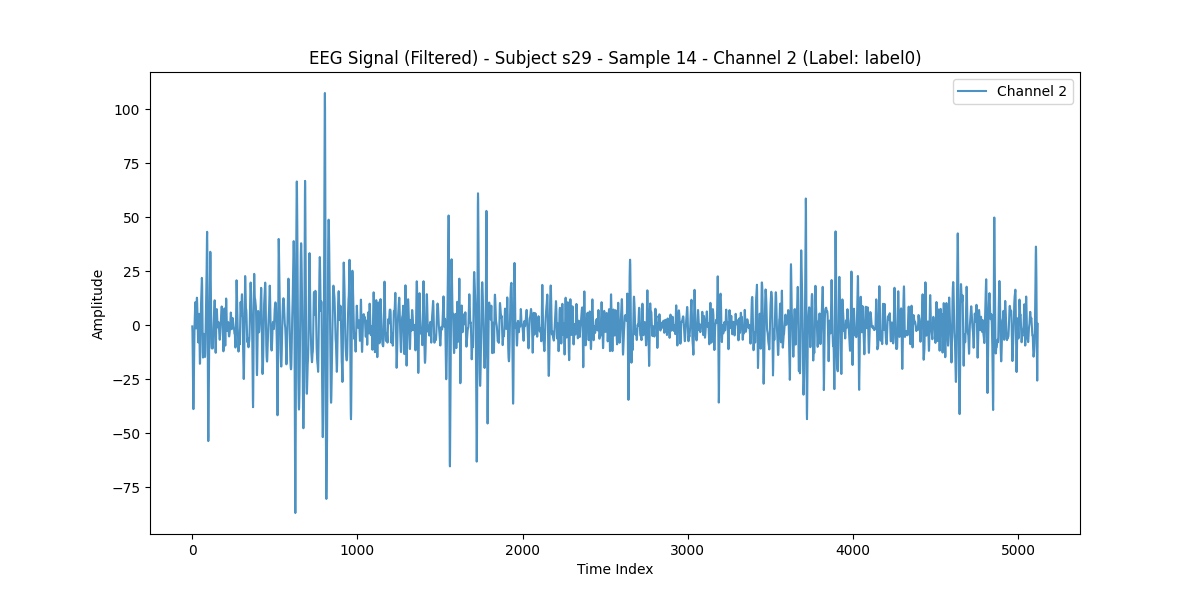 EEG Signal (Filtered) - Subject s29 - Sample 14 - Channel 2 (Label: label0)
Channel 2
Amplitude
100
75
50
25
0
−25
−50
−75
0 1000 2000 3000 4000 5000
Time Index